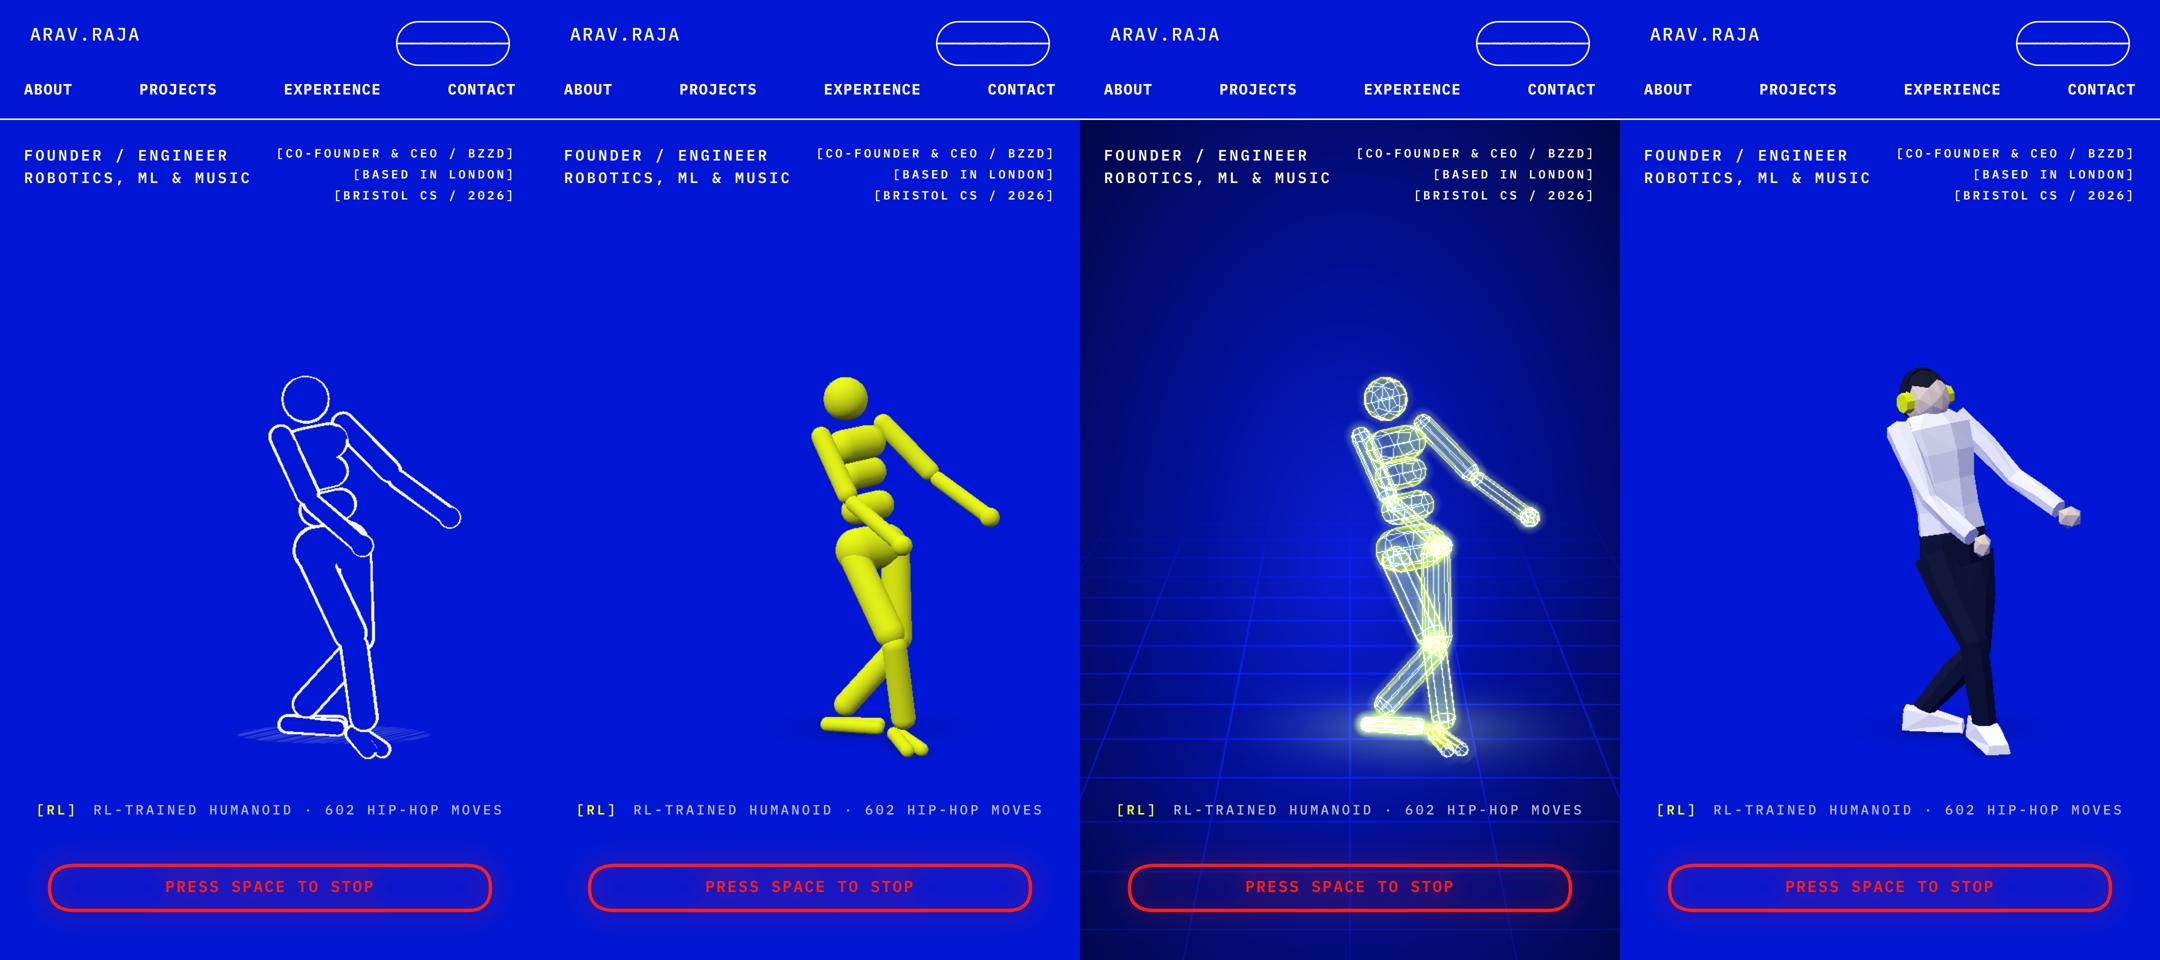 ARAV.RAJA
ABOUT PROJECTS EXPERIENCE CONTACT
FOUNDER / ENGINEER
ROBOTICS, ML & MUSIC
[CO-FOUNDER & CEO / BZZD]
[BASED IN LONDON]
[BRISTOL CS / 2026]
[RL] RL-TRAINED HUMANOID · 602 HIP-HOP MOVES
PRESS SPACE TO STOP
ARAV.RAJA
ABOUT PROJECTS EXPERIENCE CONTACT
FOUNDER / ENGINEER
ROBOTICS, ML & MUSIC
[CO-FOUNDER & CEO / BZZD]
[BASED IN LONDON]
[BRISTOL CS / 2026]
[RL] RL-TRAINED HUMANOID · 602 HIP-HOP MOVES
PRESS SPACE TO STOP
ARAV.RAJA
ABOUT PROJECTS EXPERIENCE CONTACT
FOUNDER / ENGINEER
ROBOTICS, ML & MUSIC
[CO-FOUNDER & CEO / BZZD]
[BASED IN LONDON]
[BRISTOL CS / 2026]
[RL] RL-TRAINED HUMANOID · 602 HIP-HOP MOVES
PRESS SPACE TO STOP
ARAV.RAJA
ABOUT PROJECTS EXPERIENCE CONTACT
FOUNDER / ENGINEER
ROBOTICS, ML & MUSIC
[CO-FOUNDER & CEO / BZZD]
[BASED IN LONDON]
[BRISTOL CS / 2026]
[RL] RL-TRAINED HUMANOID · 602 HIP-HOP MOVES
PRESS SPACE TO STOP